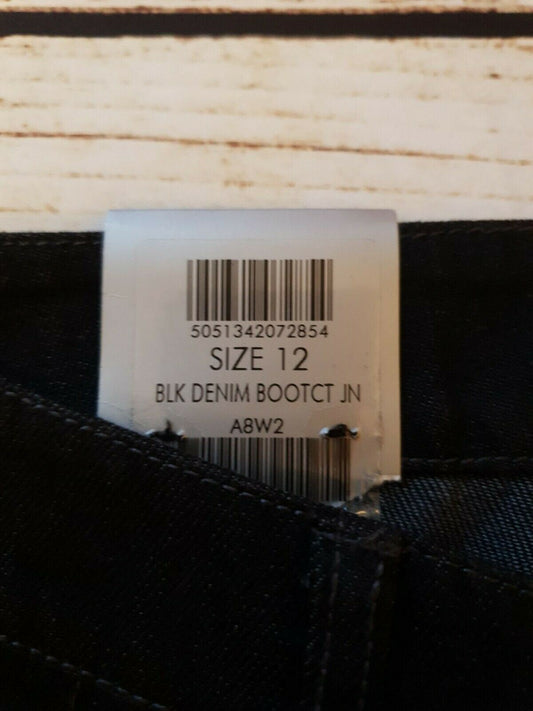 5051342072854
SIZE 12
BLK DENIM BOOTCT JN
A8W2